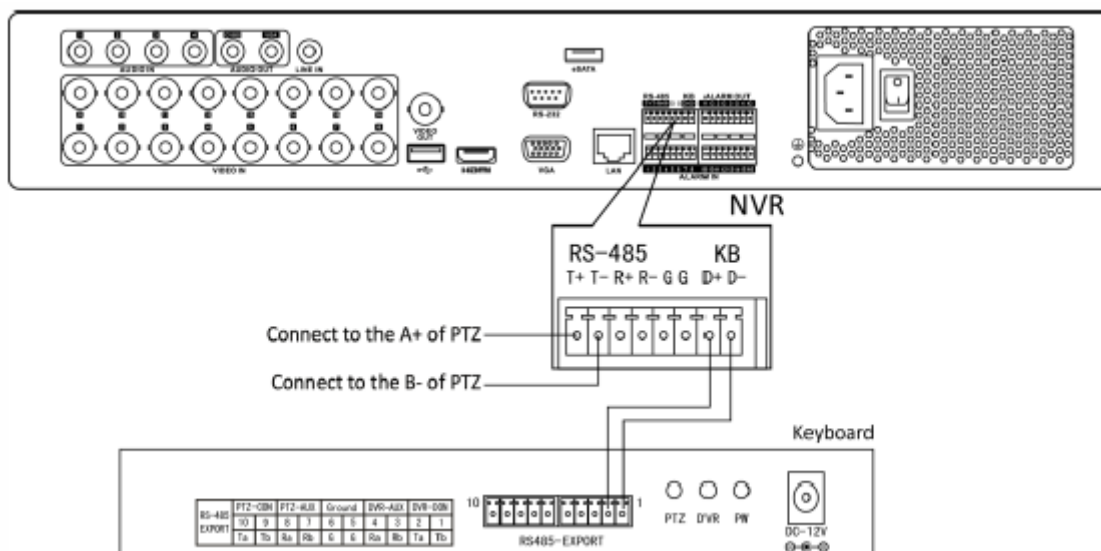 AUDIO IN
AUDIO OUT
LINE IN
eSATA
RS-485 KB ALARM OUT
RS-232
VIDEO OUT
VIDEO IN
VGA
LAN
ALARM IN
NVR
RS-485 KB
T+ T- R+ R- G G D+ D-
Connect to the A+ of PTZ
Connect to the B- of PTZ
Keyboard
RS-485 EXPORT
PTZ-CON PTZ-AUX Ground DVR-AUX DVR-CON
10 9 8 7 6 5 4 3 2 1
Ta Tb Ra Rb G G Ra Rb Ta Tb
10 1
RS485-EXPORT
PTZ DVR PW
DC-12V